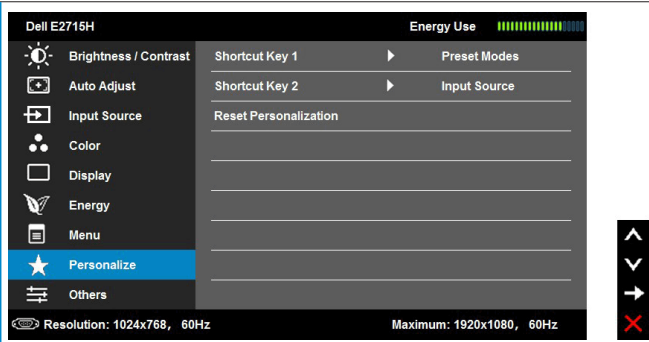 Dell E2715H Energy Use
Brightness / Contrast Shortcut Key 1 Preset Modes
Auto Adjust Shortcut Key 2 Input Source
Input Source Reset Personalization
Color
Display
Energy
Menu
Personalize
Others
Resolution: 1024x768, 60Hz Maximum: 1920x1080, 60Hz